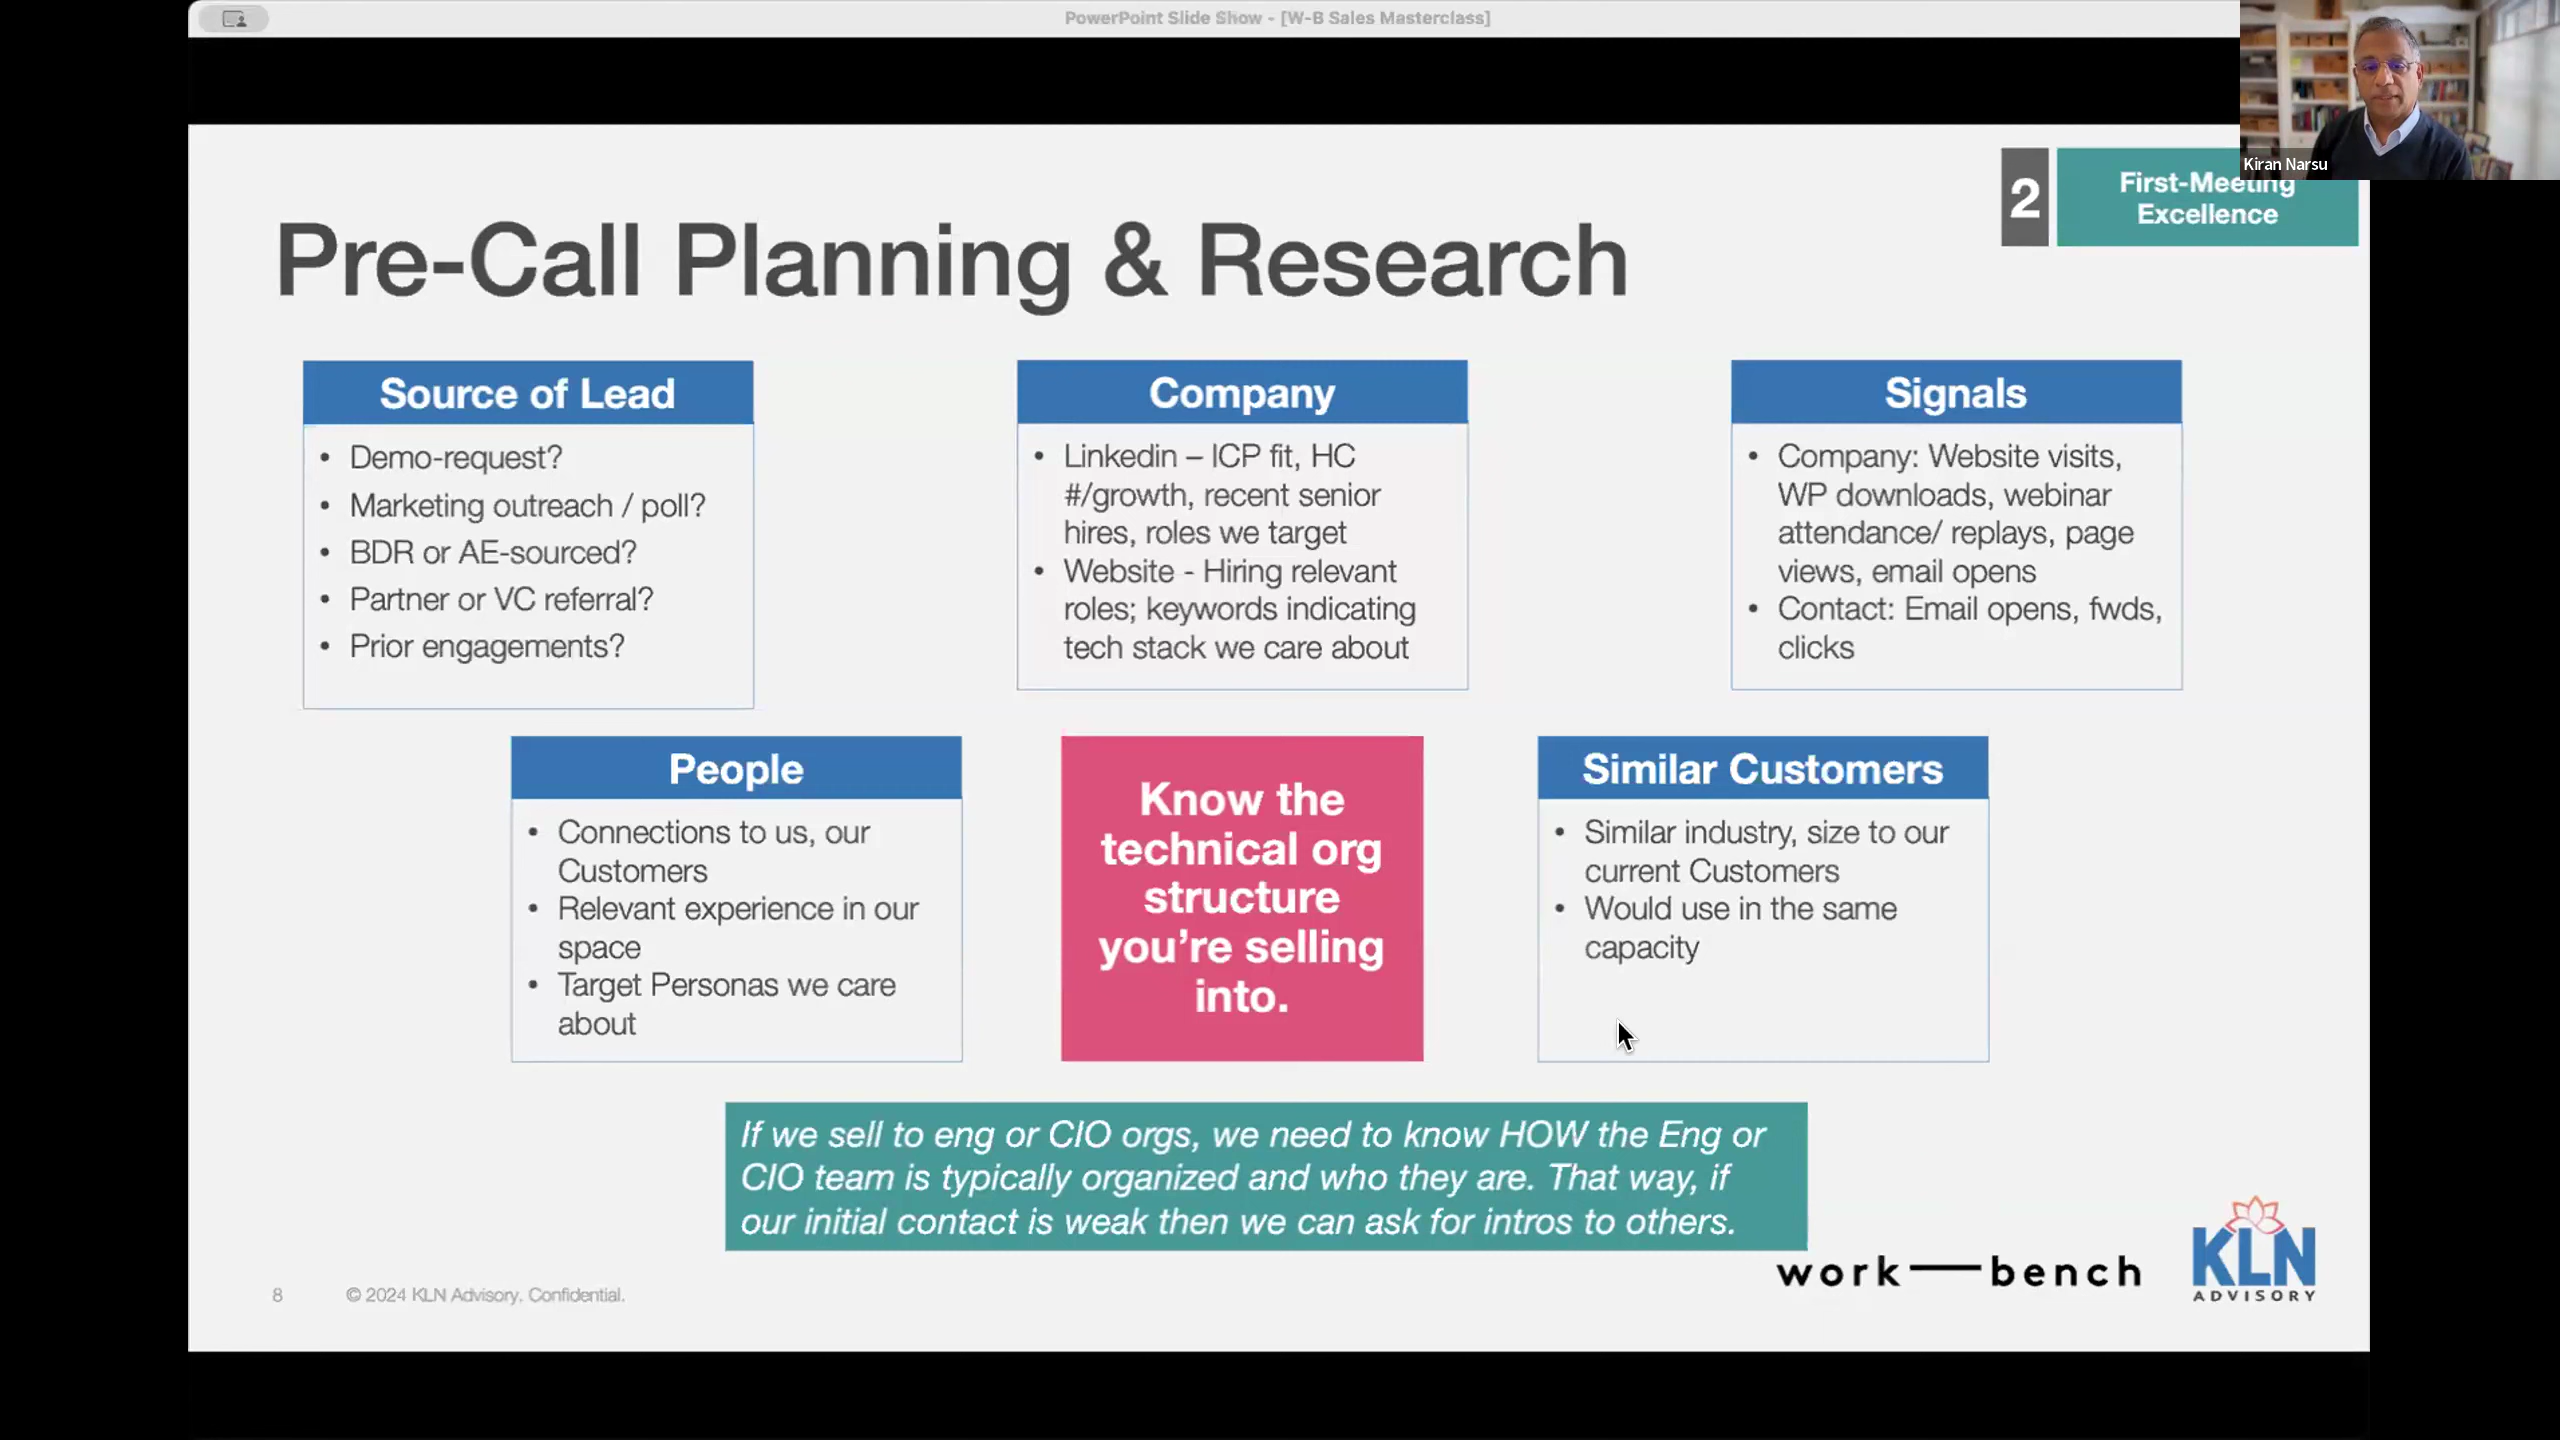 PowerPoint Slide Show - [W-B Sales Masterclass]
Kiran Narsu
2
First-Meeting
Excellence
Pre-Call Planning & Research
Source of Lead
• Demo-request?
• Marketing outreach / poll?
• BDR or AE-sourced?
• Partner or VC referral?
• Prior engagements?
Company
• Linkedin – ICP fit, HC
#/growth, recent senior
hires, roles we target
• Website - Hiring relevant
roles; keywords indicating
tech stack we care about
Signals
• Company: Website visits,
WP downloads, webinar
attendance/ replays, page
views, email opens
• Contact: Email opens, fwds,
clicks
People
• Connections to us, our
Customers
• Relevant experience in our
space
• Target Personas we care
about
Know the
technical org
structure
you’re selling
into.
Similar Customers
• Similar industry, size to our
current Customers
• Would use in the same
capacity
If we sell to eng or CIO orgs, we need to know HOW the Eng or
CIO team is typically organized and who they are. That way, if
our initial contact is weak then we can ask for intros to others.
8
© 2024 KLN Advisory. Confidential.
work—bench
KLN
ADVISORY